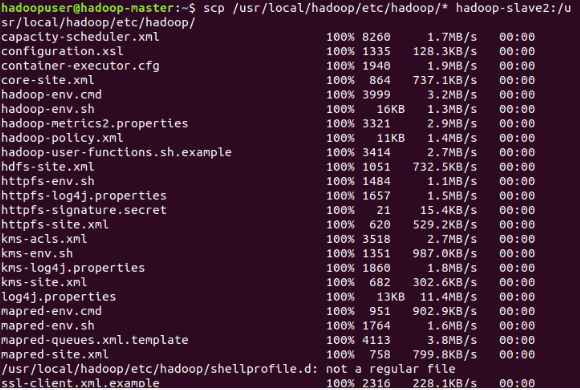 hadoopuser@hadoop-master:~$ scp /usr/local/hadoop/etc/hadoop/* hadoop-slave2:/u
sr/local/hadoop/etc/hadoop/
capacity-scheduler.xml 100% 8260 1.7MB/s 00:00
configuration.xsl 100% 1335 128.3KB/s 00:00
container-executor.cfg 100% 1940 1.9MB/s 00:00
core-site.xml 100% 864 737.1KB/s 00:00
hadoop-env.cmd 100% 3999 3.2MB/s 00:00
hadoop-env.sh 100% 16KB 1.3MB/s 00:00
hadoop-metrics2.properties 100% 3321 2.9MB/s 00:00
hadoop-policy.xml 100% 11KB 1.4MB/s 00:00
hadoop-user-functions.sh.example 100% 3414 2.7MB/s 00:00
hdfs-site.xml 100% 1051 732.5KB/s 00:00
httpfs-env.sh 100% 1484 1.1MB/s 00:00
httpfs-log4j.properties 100% 1657 1.5MB/s 00:00
httpfs-signature.secret 100% 21 15.4KB/s 00:00
httpfs-site.xml 100% 620 529.2KB/s 00:00
kms-acls.xml 100% 3518 2.7MB/s 00:00
kms-env.sh 100% 1351 987.0KB/s 00:00
kms-log4j.properties 100% 1860 1.8MB/s 00:00
kms-site.xml 100% 682 302.6KB/s 00:00
log4j.properties 100% 13KB 11.4MB/s 00:00
mapred-env.cmd 100% 951 902.9KB/s 00:00
mapred-env.sh 100% 1764 1.6MB/s 00:00
mapred-queues.xml.template 100% 4113 3.8MB/s 00:00
mapred-site.xml 100% 758 799.8KB/s 00:00
/usr/local/hadoop/etc/hadoop/shellprofile.d: not a regular file
ssl-client.xml.example 100% 2316 228.1KB/s 00:00